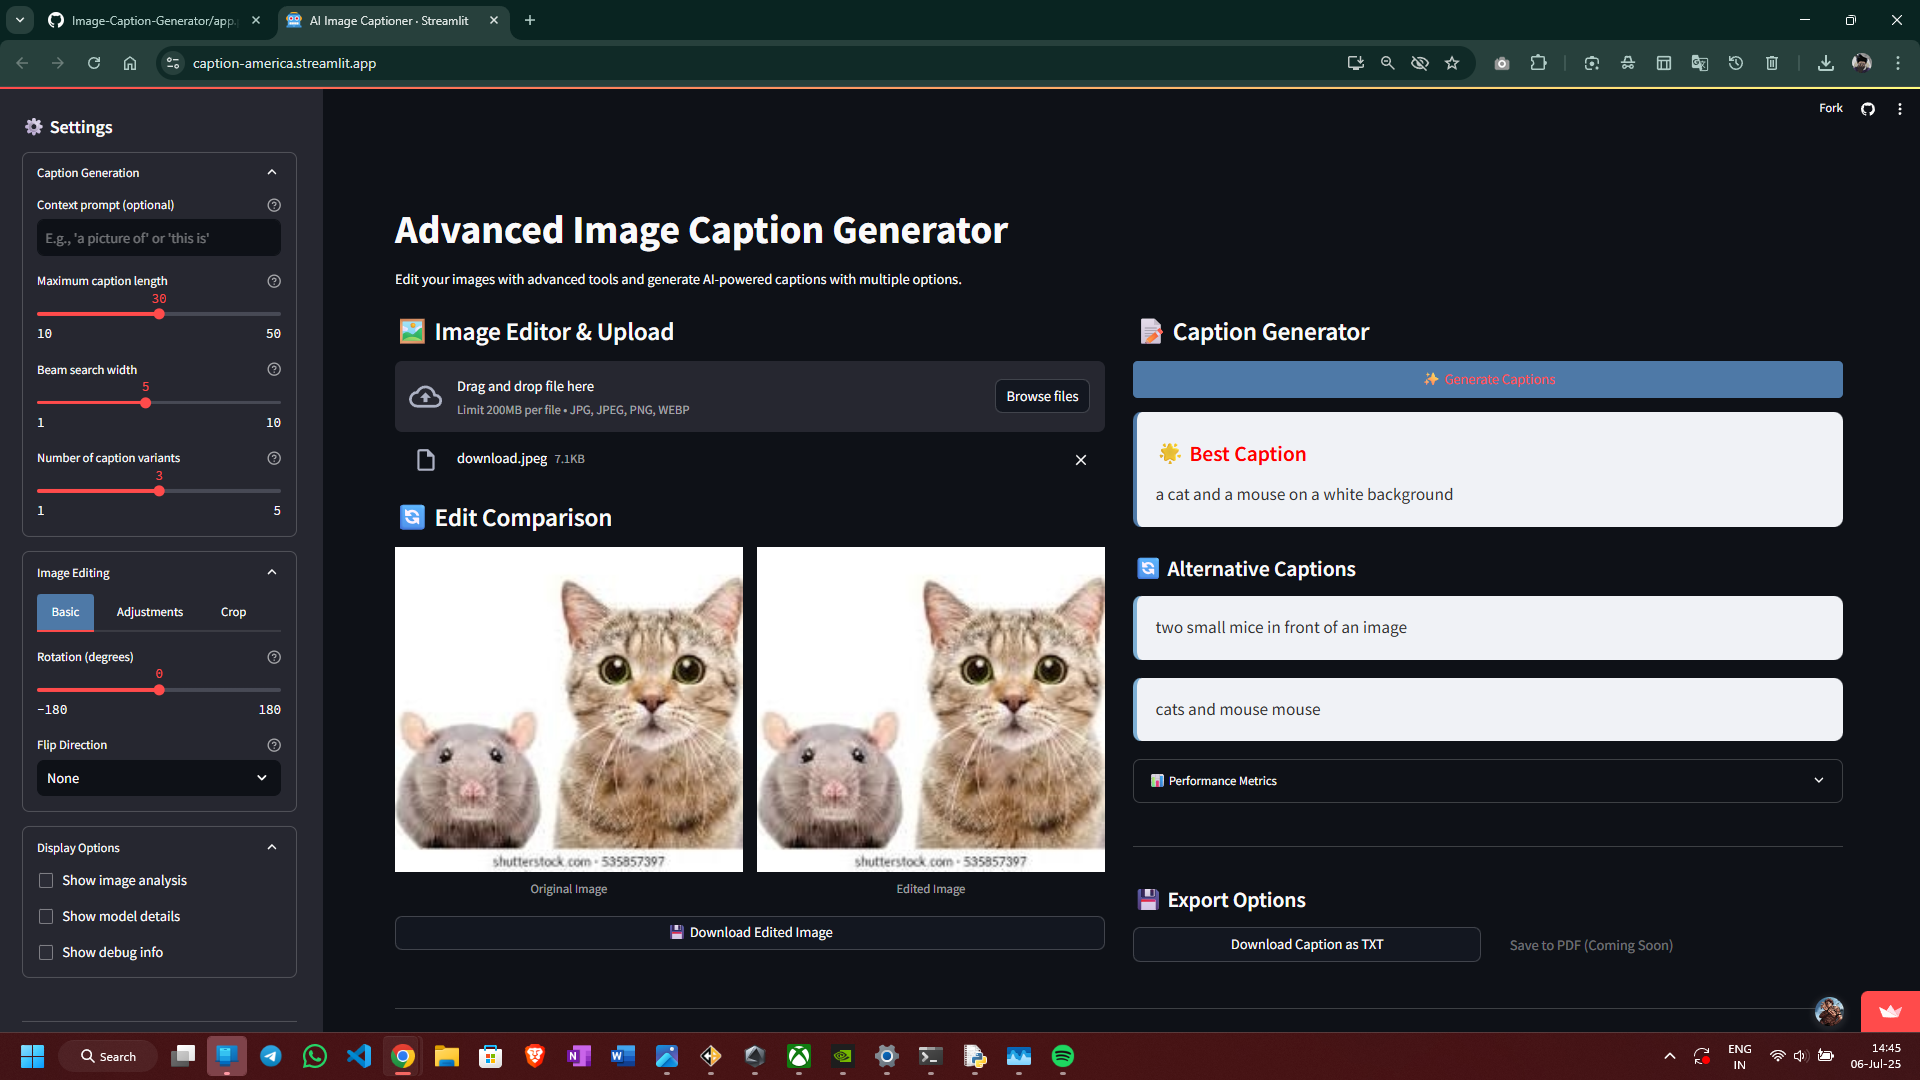 Image-Caption-Generator/app.
AI Image Captioner · Streamlit
caption-america.streamlit.app
Fork
Settings
Caption Generation
Context prompt (optional)
E.g., 'a picture of' or 'this is'
Maximum caption length
30
10 50
Beam search width
5
1 10
Number of caption variants
3
1 5
Image Editing
Basic Adjustments Crop
Rotation (degrees)
0
−180 180
Flip Direction
None
Display Options
Show image analysis
Show model details
Show debug info
Advanced Image Caption Generator
Edit your images with advanced tools and generate AI-powered captions with multiple options.
Image Editor & Upload
Drag and drop file here
Limit 200MB per file • JPG, JPEG, PNG, WEBP
Browse files
download.jpeg 7.1KB
Edit Comparison
shutterstock.com · 535857397
shutterstock.com · 535857397
Original Image
Edited Image
Download Edited Image
Caption Generator
Generate Captions
Best Caption
a cat and a mouse on a white background
Alternative Captions
two small mice in front of an image
cats and mouse mouse
Performance Metrics
Export Options
Download Caption as TXT
Save to PDF (Coming Soon)
Search
ENG
IN
14:45
06-Jul-25